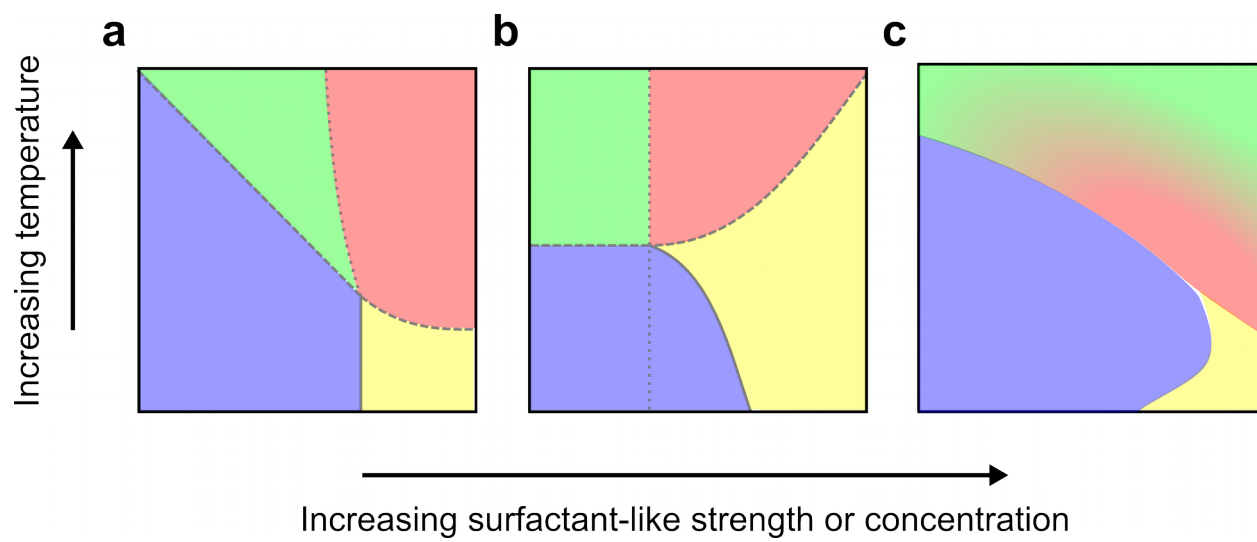 a
b
c
Increasing temperature
Increasing surfactant-like strength or concentration